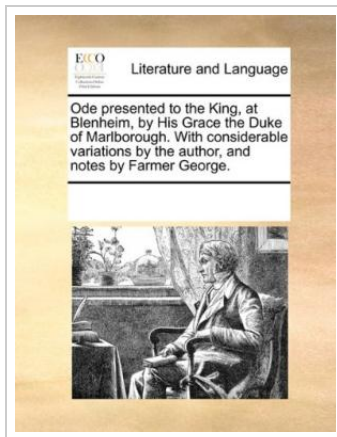 ECCO
Literature and Language
Ode presented to the King, at
Blenheim, by His Grace the Duke
of Marlborough. With considerable
variations by the author, and
notes by Farmer George.